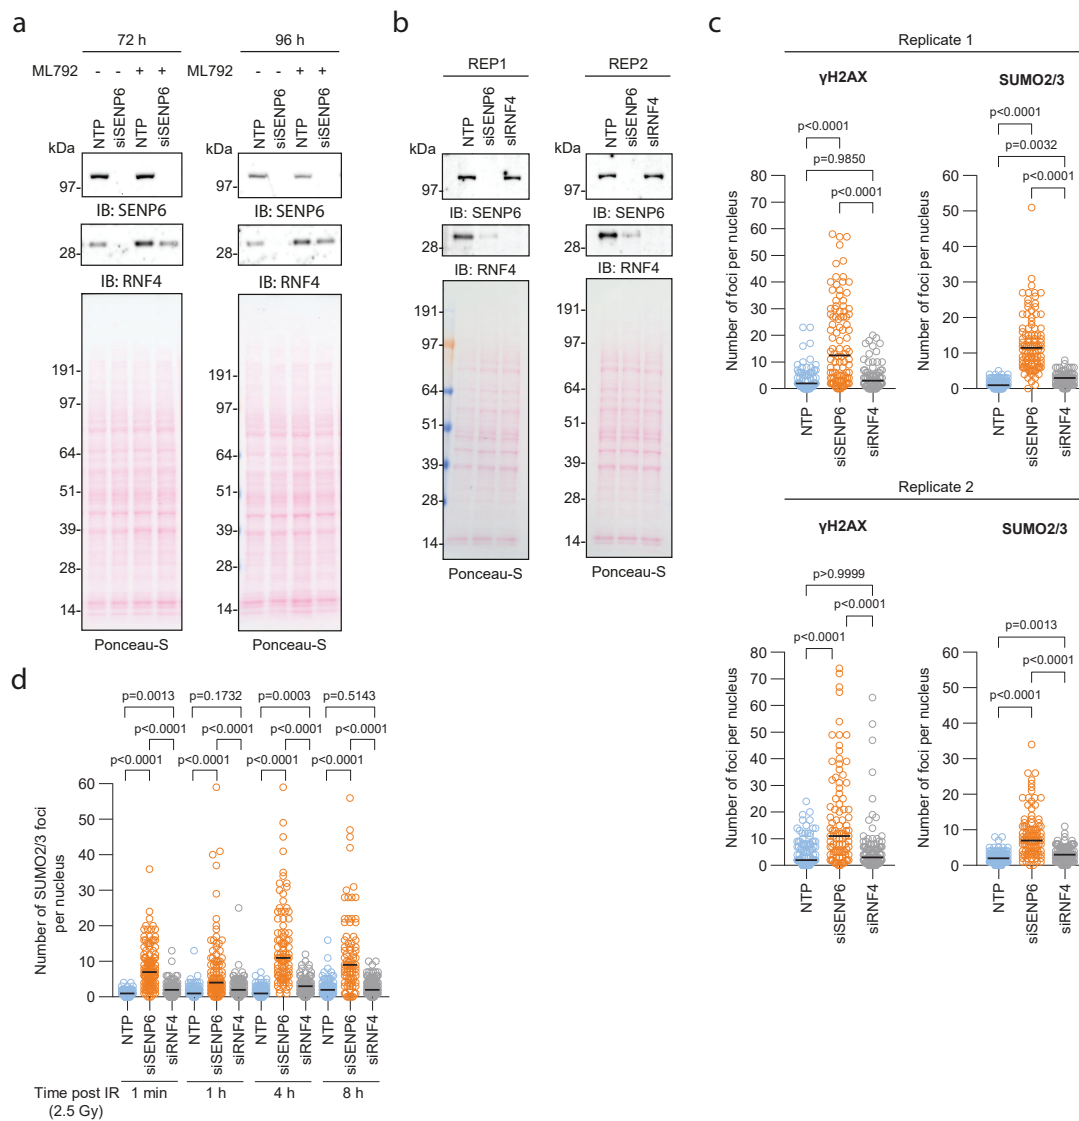 a
72 h
96 h
ML792 - - + +
ML792 - - + +
NTP
siSENP6
NTP
siSENP6
NTP
siSENP6
NTP
siSENP6
kDa
kDa
97-
97-
IB: SENP6
IB: SENP6
28-
28-
IB: RNF4
IB: RNF4
191-
97-
64-
51-
39-
28-
14-
191-
97-
64-
51-
39-
28-
14-
Ponceau-S
Ponceau-S
b
REP1
REP2
NTP
siSENP6
siRNF4
NTP
siSENP6
siRNF4
kDa
kDa
97-
97-
IB: SENP6
IB: SENP6
28-
28-
IB: RNF4
IB: RNF4
191-
97-
64-
51-
39-
28-
14-
191-
97-
64-
51-
39-
28-
14-
Ponceau-S
Ponceau-S
c
Replicate 1
γH2AX
p<0.0001
p=0.9850
p<0.0001
Number of foci per nucleus
80
70
60
50
40
30
20
10
0
NTP
siSENP6
siRNF4
SUMO2/3
p<0.0001
p=0.0032
p<0.0001
Number of foci per nucleus
60
50
40
30
20
10
0
NTP
siSENP6
siRNF4
Replicate 2
γH2AX
p>0.9999
p<0.0001
p<0.0001
Number of foci per nucleus
80
70
60
50
40
30
20
10
0
NTP
siSENP6
siRNF4
SUMO2/3
p=0.0013
p<0.0001
p<0.0001
Number of foci per nucleus
60
50
40
30
20
10
0
NTP
siSENP6
siRNF4
d
p=0.0013 p=0.1732 p=0.0003 p=0.5143
p<0.0001 p<0.0001 p<0.0001 p<0.0001
p<0.0001 p<0.0001 p<0.0001 p<0.0001
Number of SUMO2/3 foci
per nucleus
60
50
40
30
20
10
0
NTP
siSENP6
siRNF4
NTP
siSENP6
siRNF4
NTP
siSENP6
siRNF4
NTP
siSENP6
siRNF4
Time post IR 1 min 1 h 4 h 8 h
(2.5 Gy)